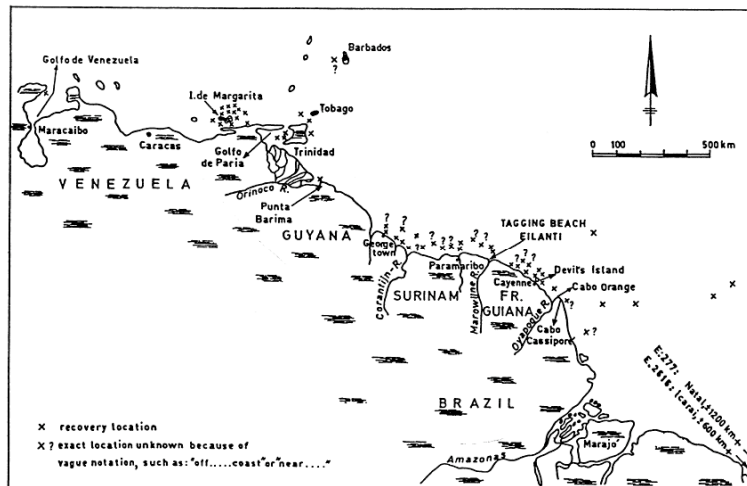 Barbados
Golfo de Venezuela
I. de Margarita
Tobago
Maracaibo
Caracas
Golfo
de Paria
Trinidad
0 100 200 500 km
VENEZUELA
Orinoco R.
Punta
Barima
GUYANA
TAGGING BEACH
EILANTI
George
town
Paramaribo
Devil's Island
Cayenne
Cabo Orange
Corantijn-R.
SURINAM
Marowijne R.
FR.
GUIANA
Oyapoque R.
Cabo
Cassipore
E.277: Natal,±1200 km+
E.2616: Icarai,±600 km+
BRAZIL
x recovery location
x? exact location unknown because of
vague notation, such as: "off.....coast" or "near....."
Marajo
Amazonas